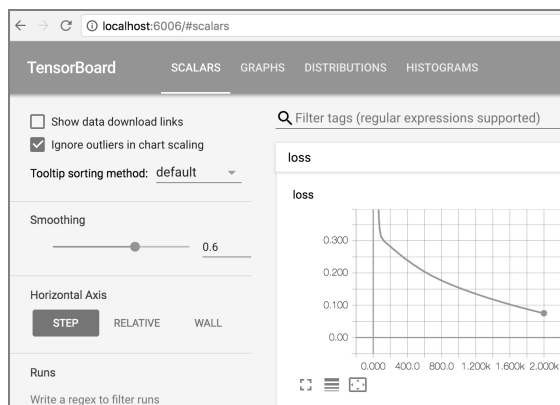 localhost:6006/#scalars
TensorBoard SCALARS GRAPHS DISTRIBUTIONS HISTOGRAMS
Show data download links
Ignore outliers in chart scaling
Tooltip sorting method: default
Smoothing
0.6
Horizontal Axis
STEP RELATIVE WALL
Runs
Write a regex to filter runs
Filter tags (regular expressions supported)
loss
loss
0.300
0.200
0.100
0.00
0.000 400.0 800.0 1.200k 1.600k 2.000k